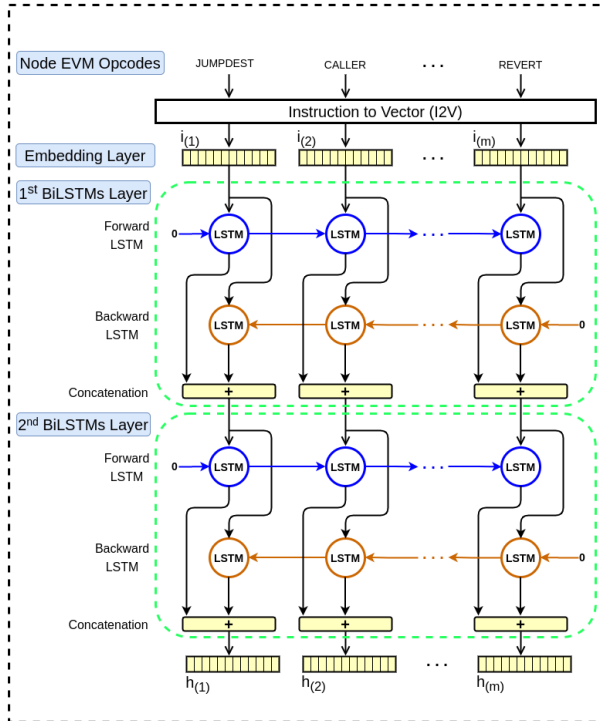 Node EVM Opcodes JUMPDEST CALLER . . . REVERT
Instruction to Vector (I2V)
i(1) i(2) i(m)
Embedding Layer . . .
1st BiLSTMs Layer
Forward LSTM
0 LSTM LSTM . . . LSTM
Backward LSTM
LSTM LSTM . . . LSTM 0
Concatenation + + +
2nd BiLSTMs Layer
Forward LSTM
0 LSTM LSTM . . . LSTM
Backward LSTM
LSTM LSTM . . . LSTM 0
Concatenation + + +
. . .
h(1) h(2) h(m)